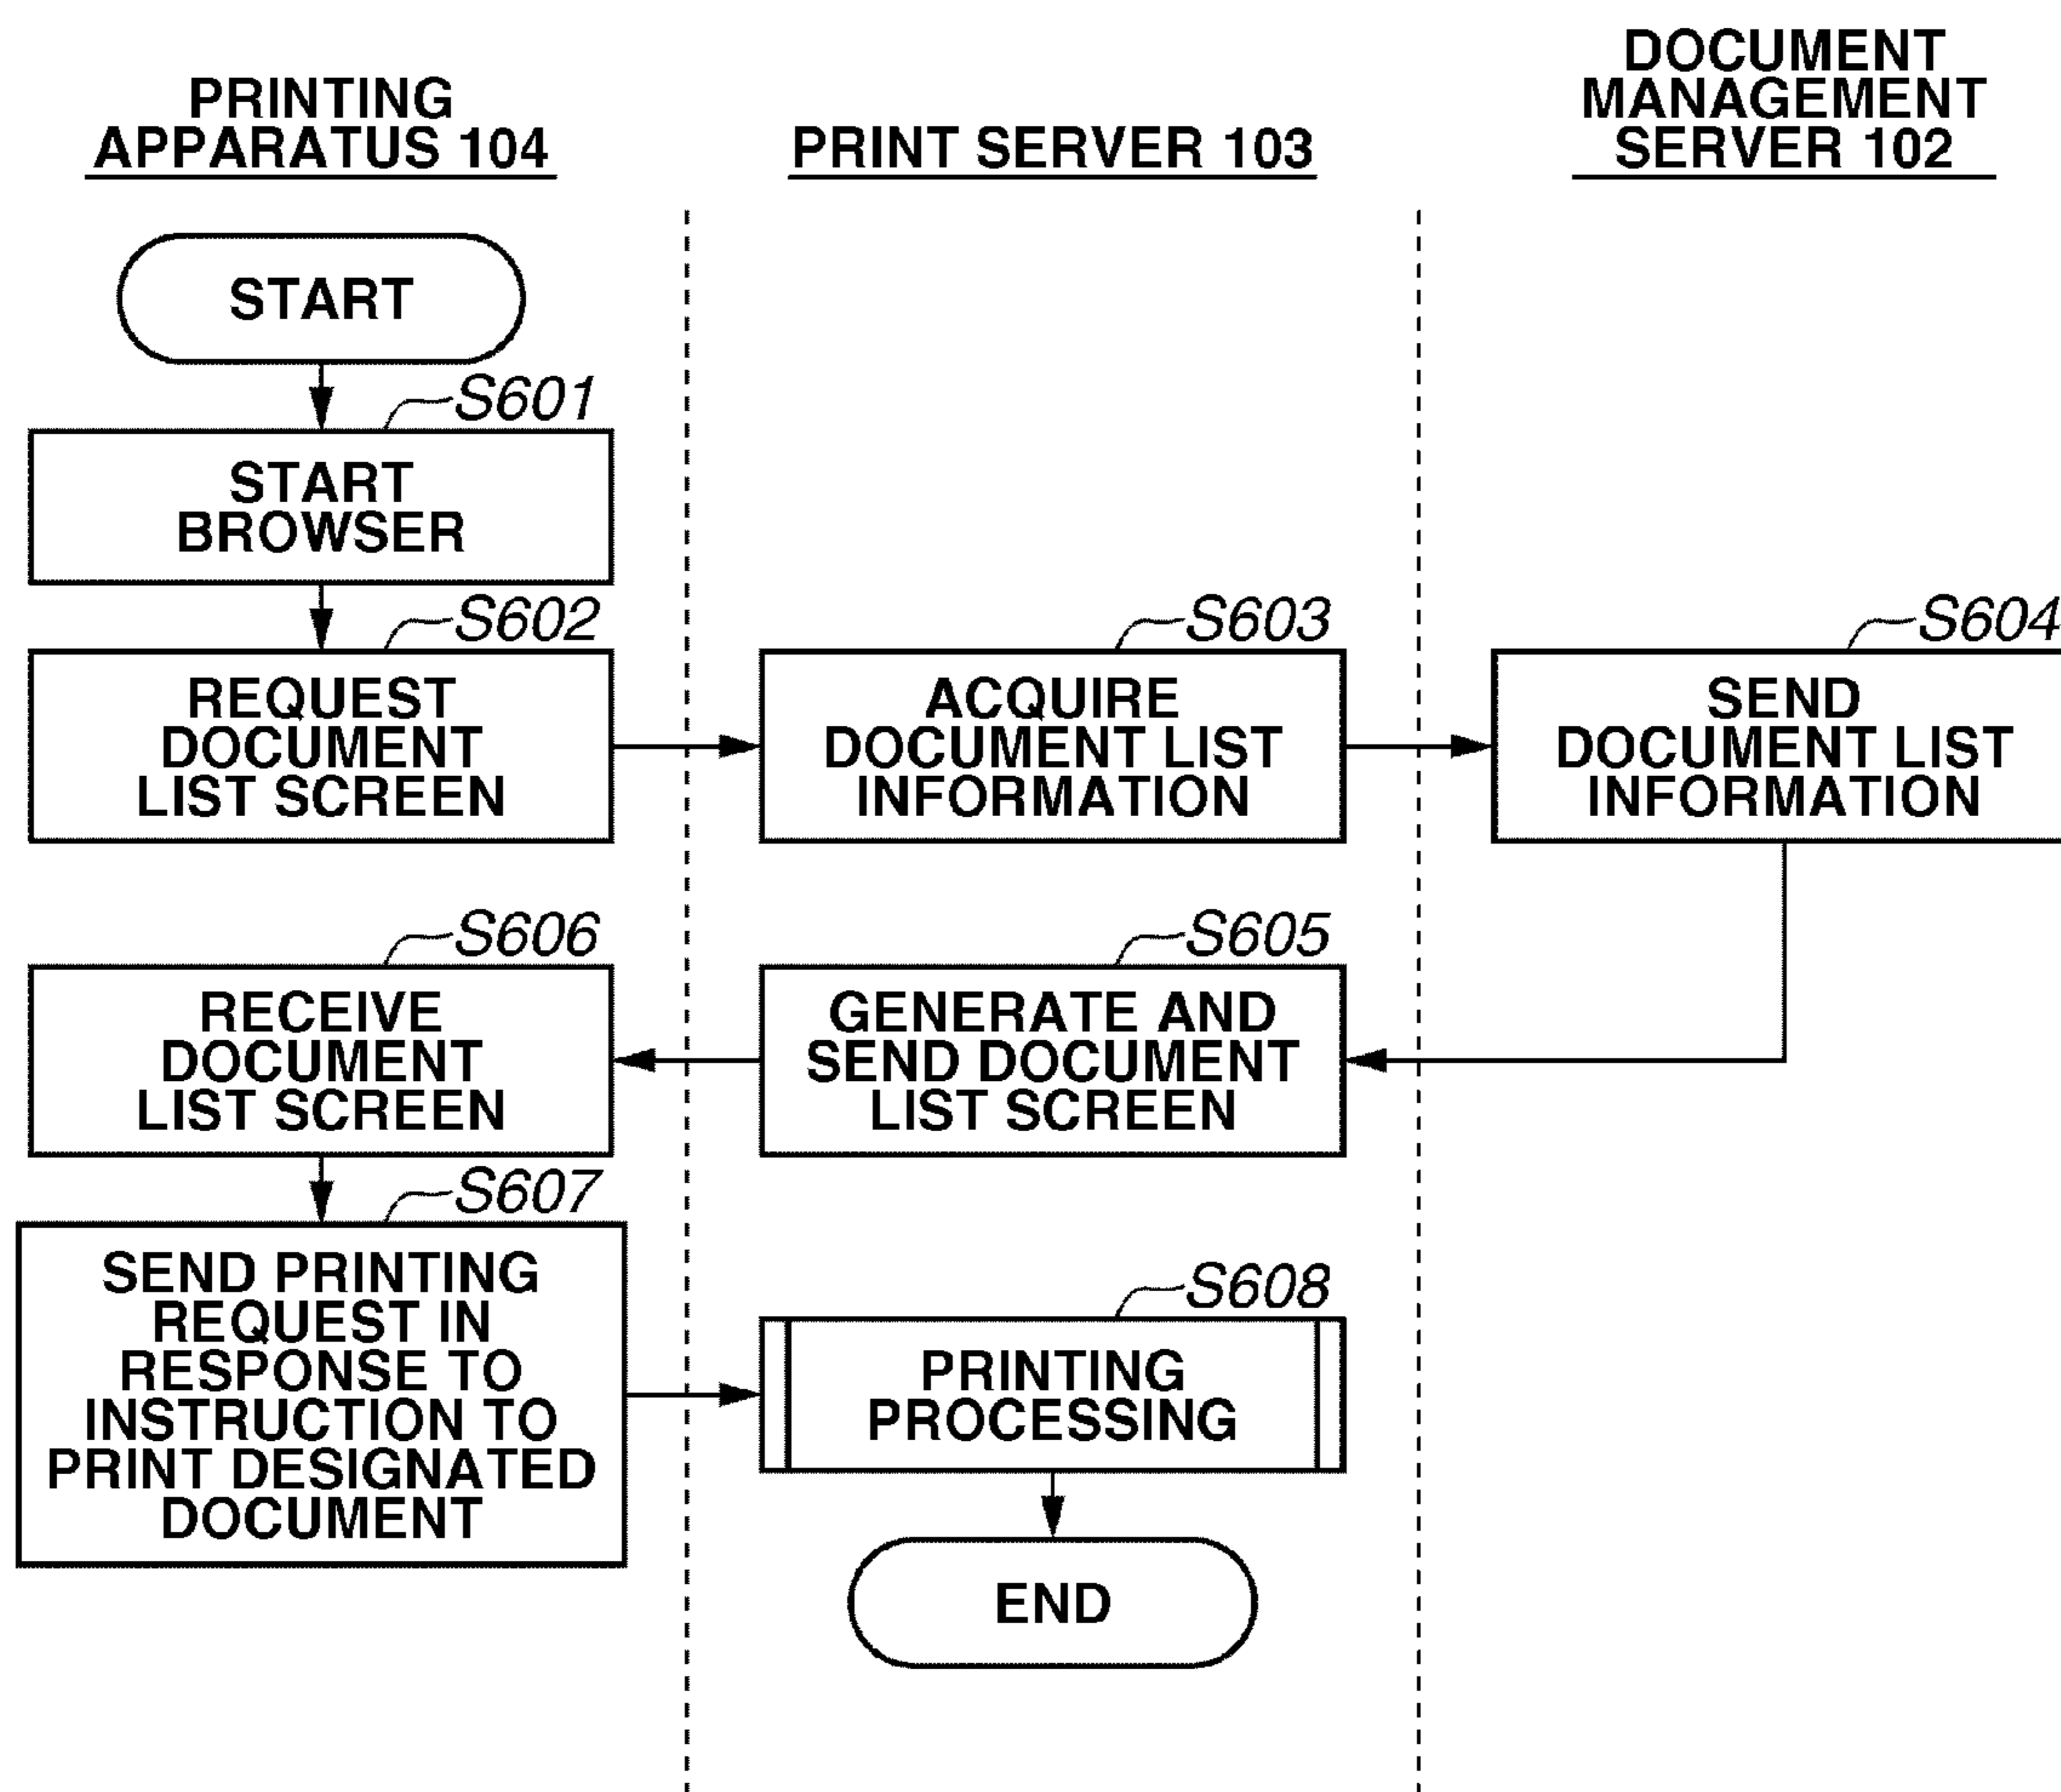 PRINTING
APPARATUS 104
PRINT SERVER 103
DOCUMENT
MANAGEMENT
SERVER 102
START
S601
START
BROWSER
S602
REQUEST
DOCUMENT
LIST SCREEN
S603
ACQUIRE
DOCUMENT LIST
INFORMATION
S604
SEND
DOCUMENT LIST
INFORMATION
S606
RECEIVE
DOCUMENT
LIST SCREEN
S605
GENERATE AND
SEND DOCUMENT
LIST SCREEN
S607
SEND PRINTING
REQUEST IN
RESPONSE TO
INSTRUCTION TO
PRINT DESIGNATED
DOCUMENT
S608
PRINTING
PROCESSING
END